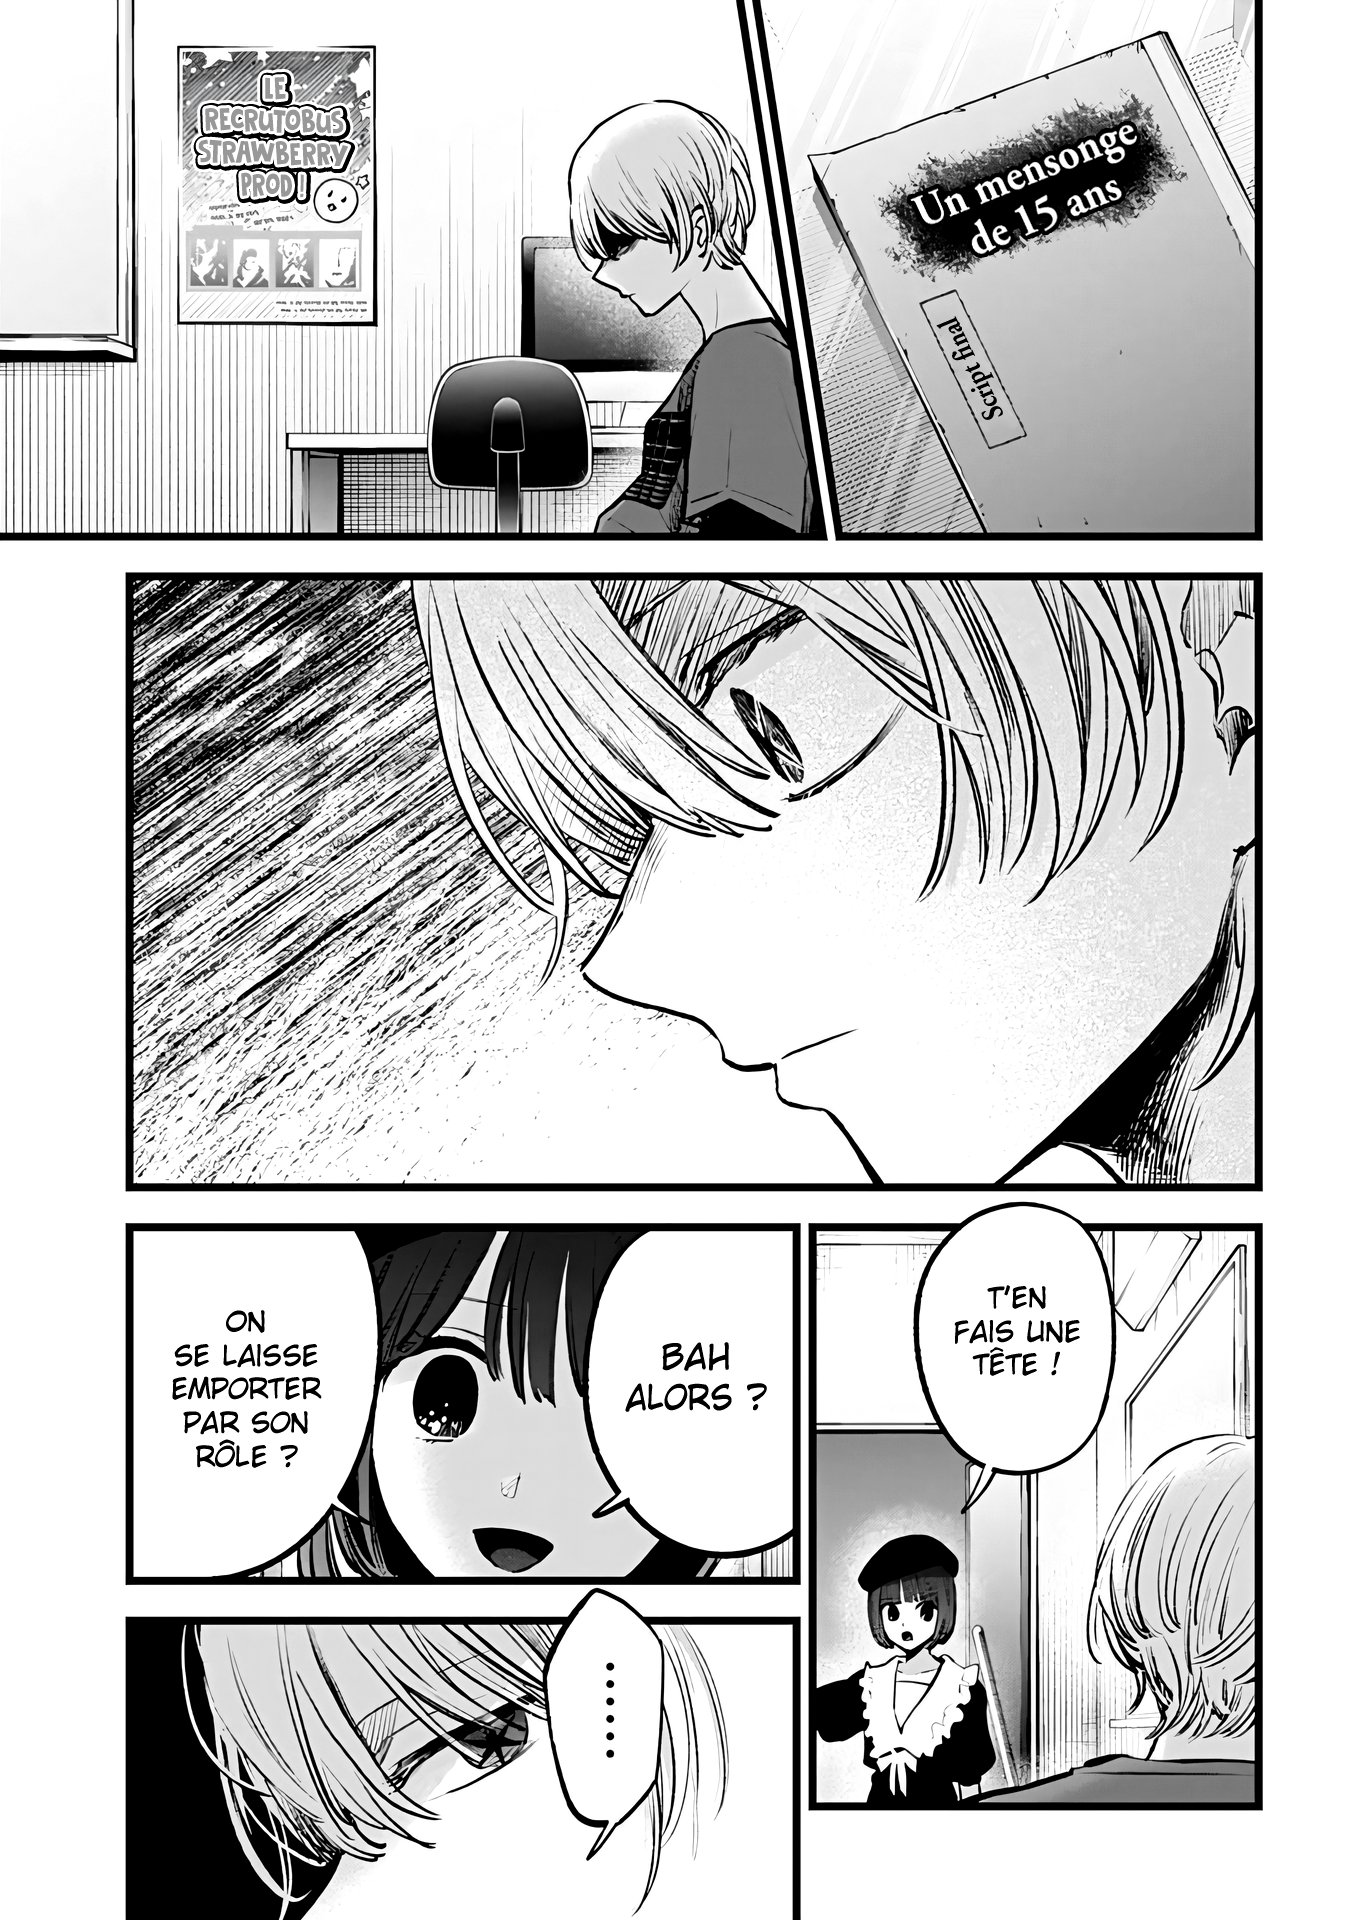 Un mensonge
de 15 ans
Script final
LE
RECRUTOBUS
STRAWBERRY
PROD !
T'EN
FAIS UNE
TÊTE !
BAH
ALORS ?
ON
SE LAISSE
EMPORTER
PAR SON
RÔLE ?
......